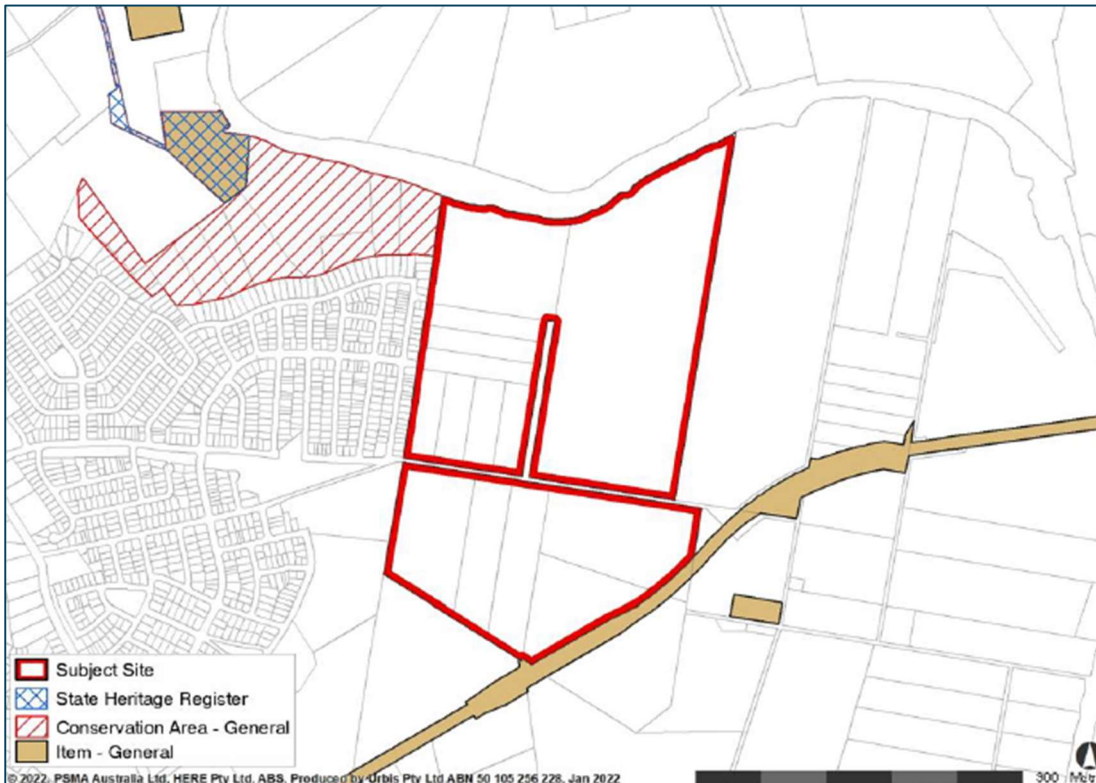 Subject Site
State Heritage Register
Conservation Area - General
Item - General
© 2022. PSMA Australia Ltd, HERE Pty Ltd, ABS. Produced by Urbis Pty Ltd ABN 50 105 256 228, Jan 2022
300